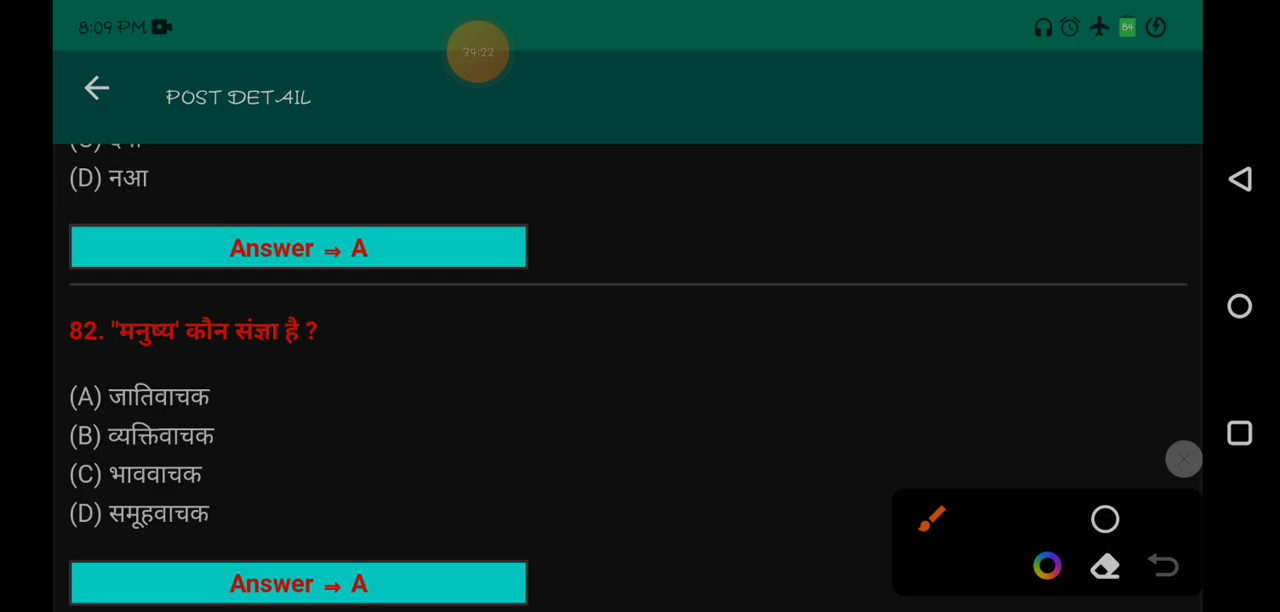 8:09 PM
84
34:22
POST DETAIL
(D) नआ
Answer ⇒ A
82. "मनुष्य' कौन संज्ञा है ?
(A) जातिवाचक
(B) व्यक्तिवाचक
(C) भाववाचक
(D) समूहवाचक
Answer ⇒ A